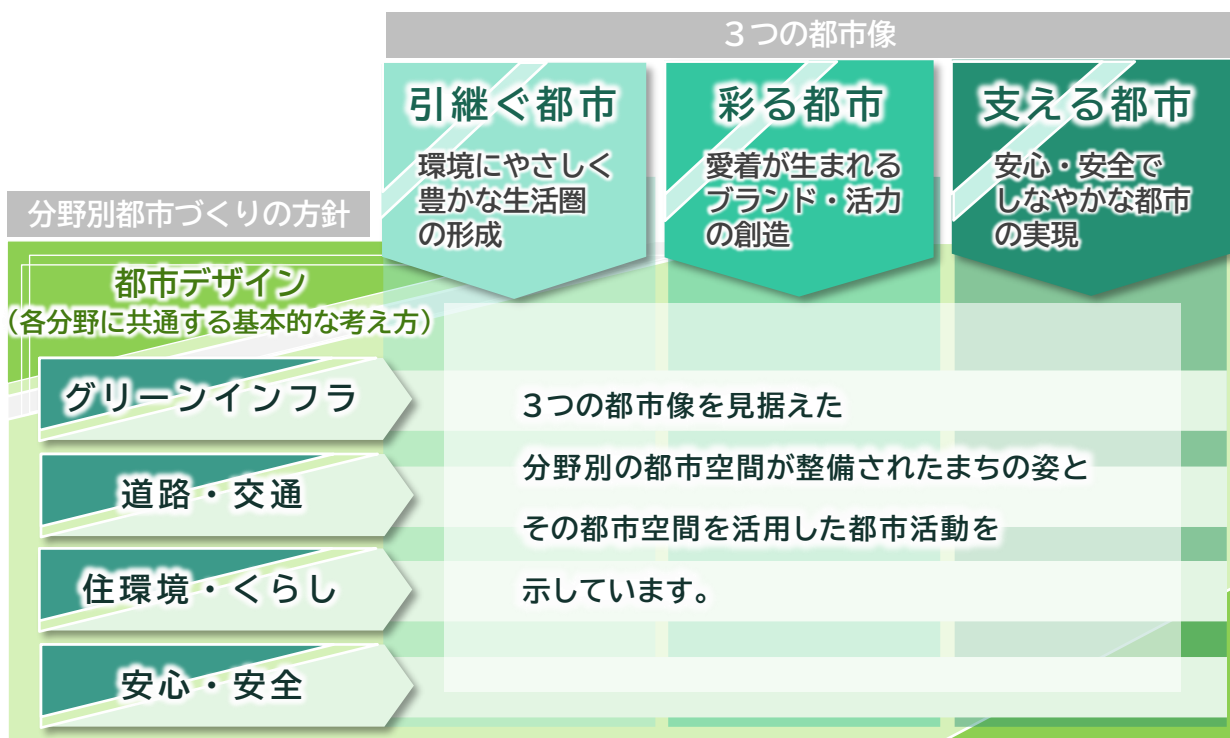 ３つの都市像
引継ぐ都市
環境にやさしく
豊かな生活圏
の形成
彩る都市
愛着が生まれる
ブランド・活力
の創造
支える都市
安心・安全で
しなやかな都市
の実現
分野別都市づくりの方針
都市デザイン
（各分野に共通する基本的な考え方）
グリーンインフラ
道路・交通
住環境・くらし
安心・安全
３つの都市像を見据えた
分野別の都市空間が整備されたまちの姿と
その都市空間を活用した都市活動を
示しています。